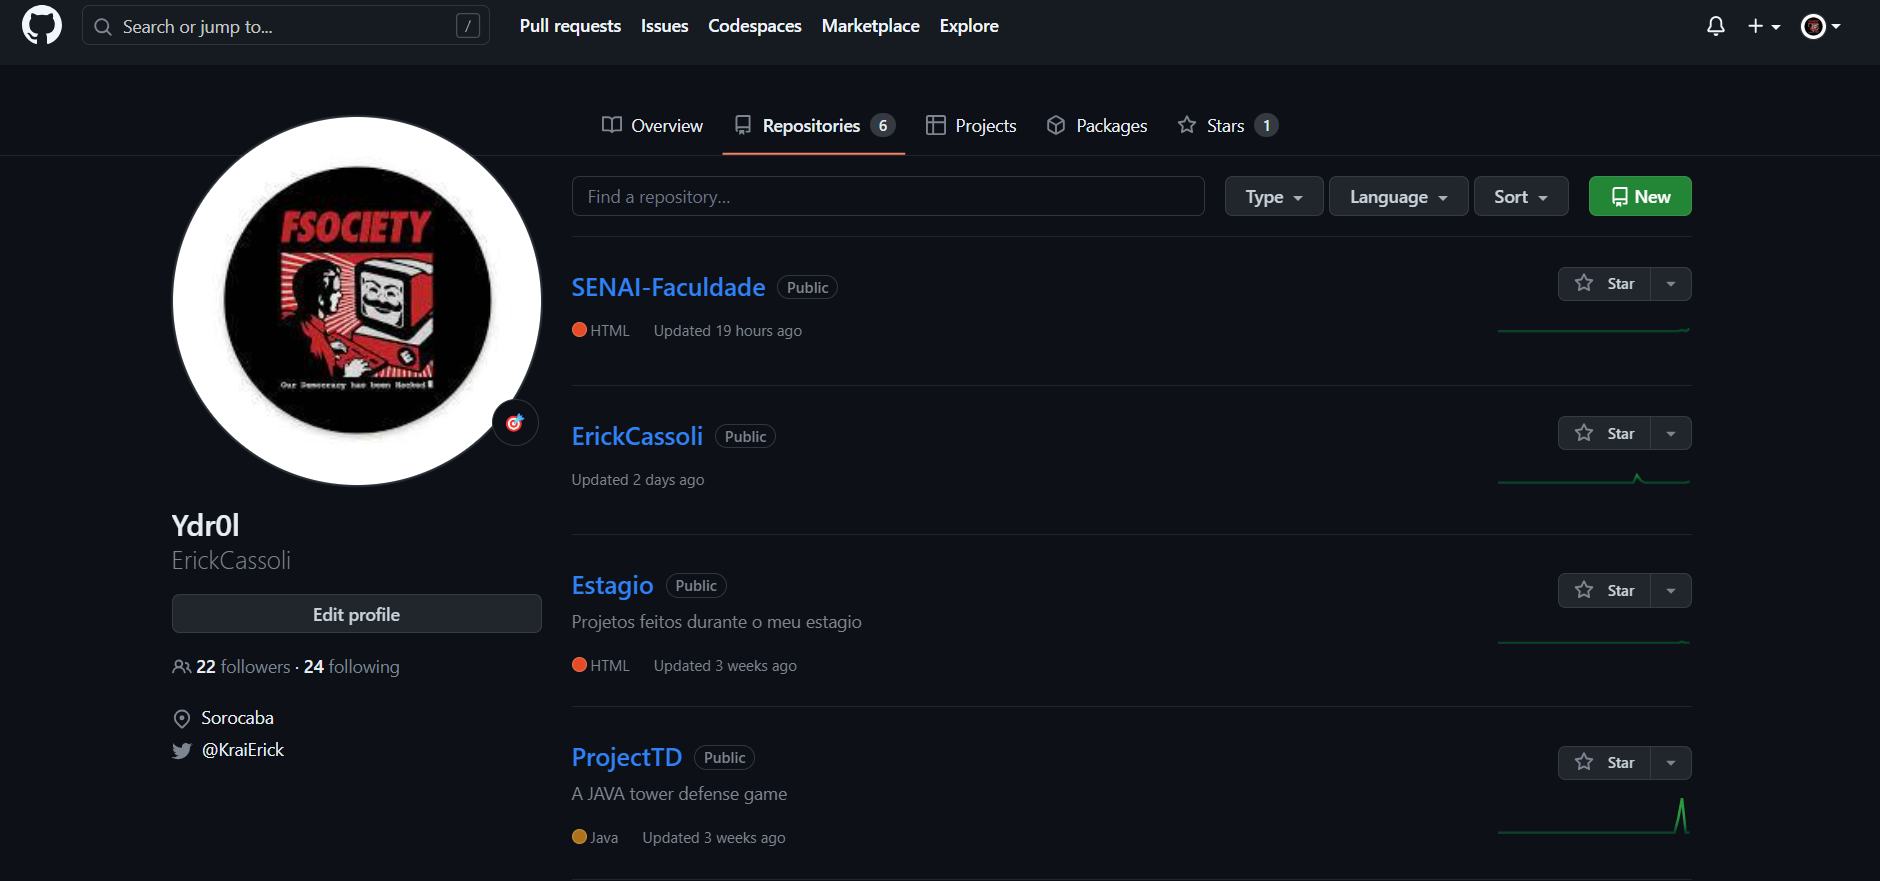 Search or jump to... /
Pull requests
Issues
Codespaces
Marketplace
Explore
Overview
Repositories 6
Projects
Packages
Stars 1
FSOCIETY
Our Democracy has been Hacked
Ydr0l
ErickCassoli
Edit profile
22 followers · 24 following
Sorocaba
@KraiErick
Find a repository...
Type
Language
Sort
New
SENAI-Faculdade Public
Star
HTML Updated 19 hours ago
ErickCassoli Public
Star
Updated 2 days ago
Estagio Public
Star
Projetos feitos durante o meu estagio
HTML Updated 3 weeks ago
ProjectTD Public
Star
A JAVA tower defense game
Java Updated 3 weeks ago